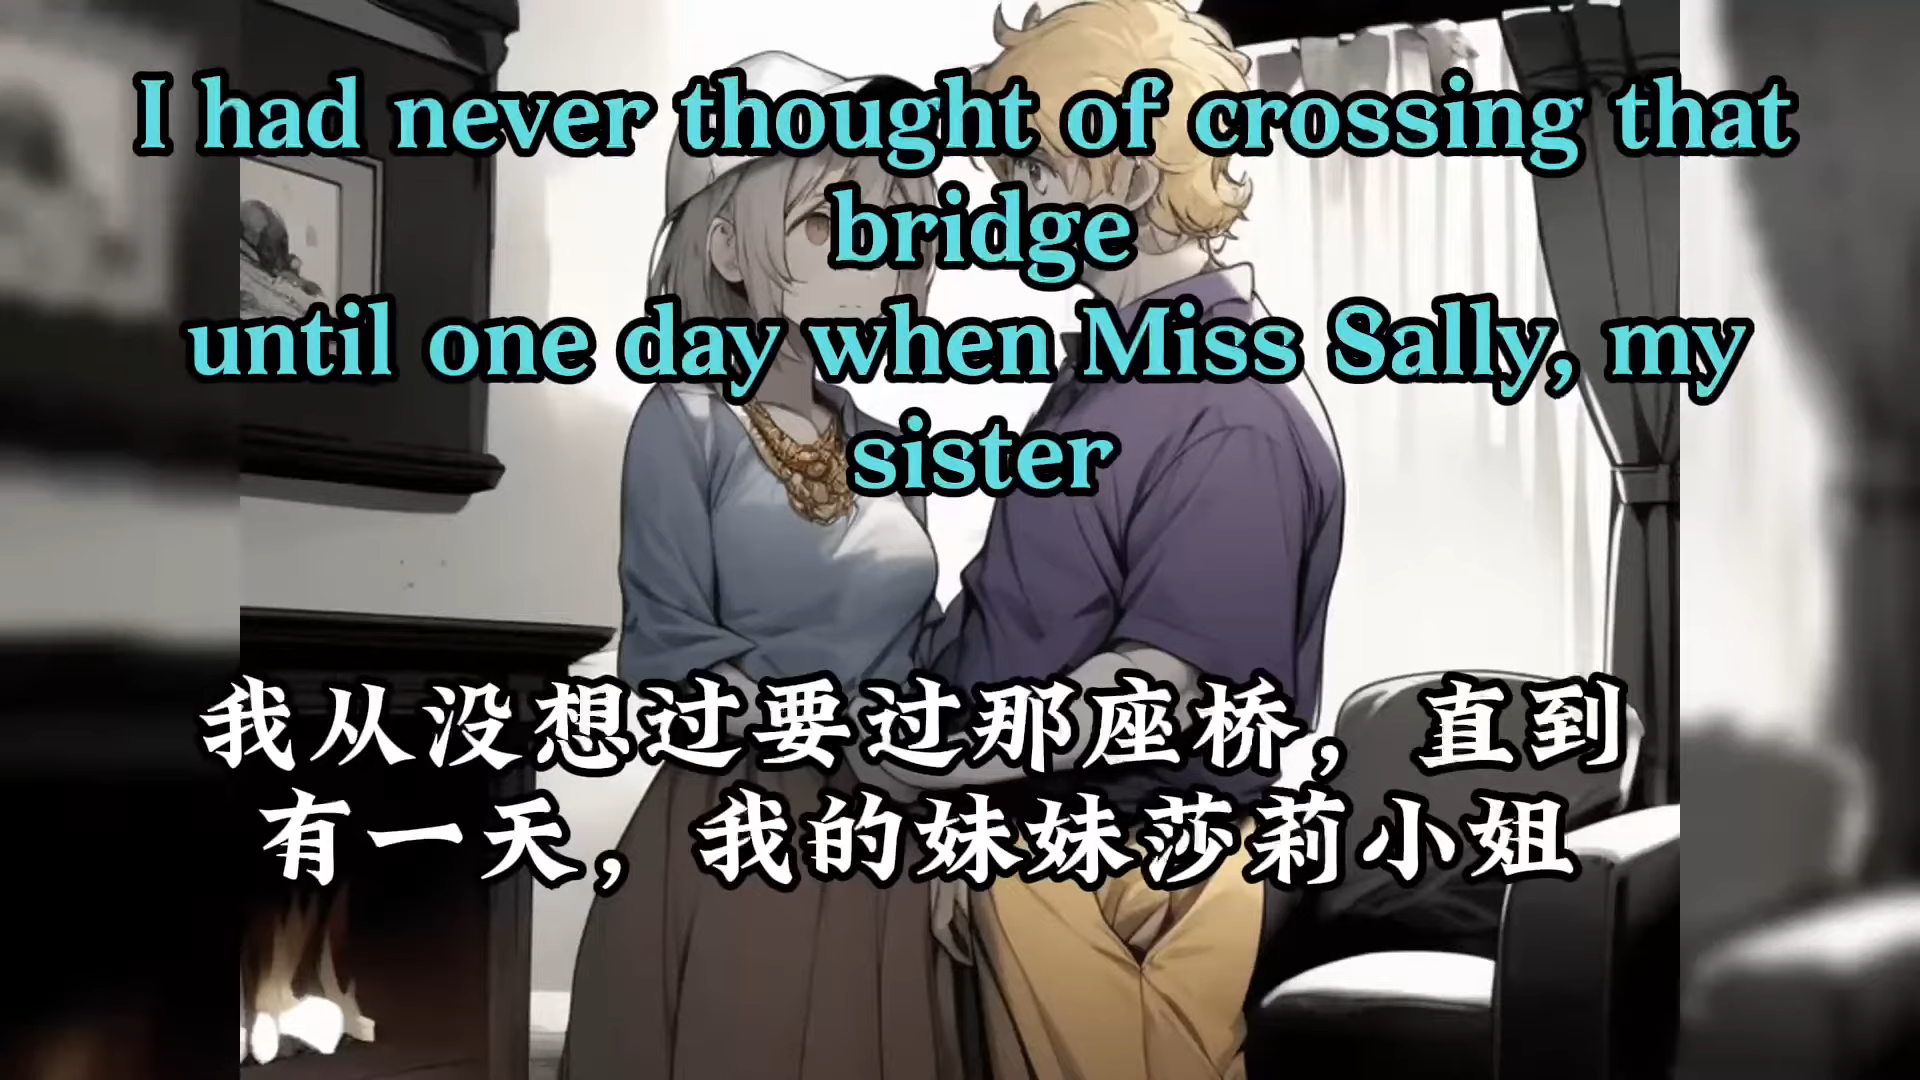 I had never thought of crossing that
bridge
until one day when Miss Sally, my
sister
我从没想过要过那座桥，直到
有一天，我的妹妹莎莉小姐